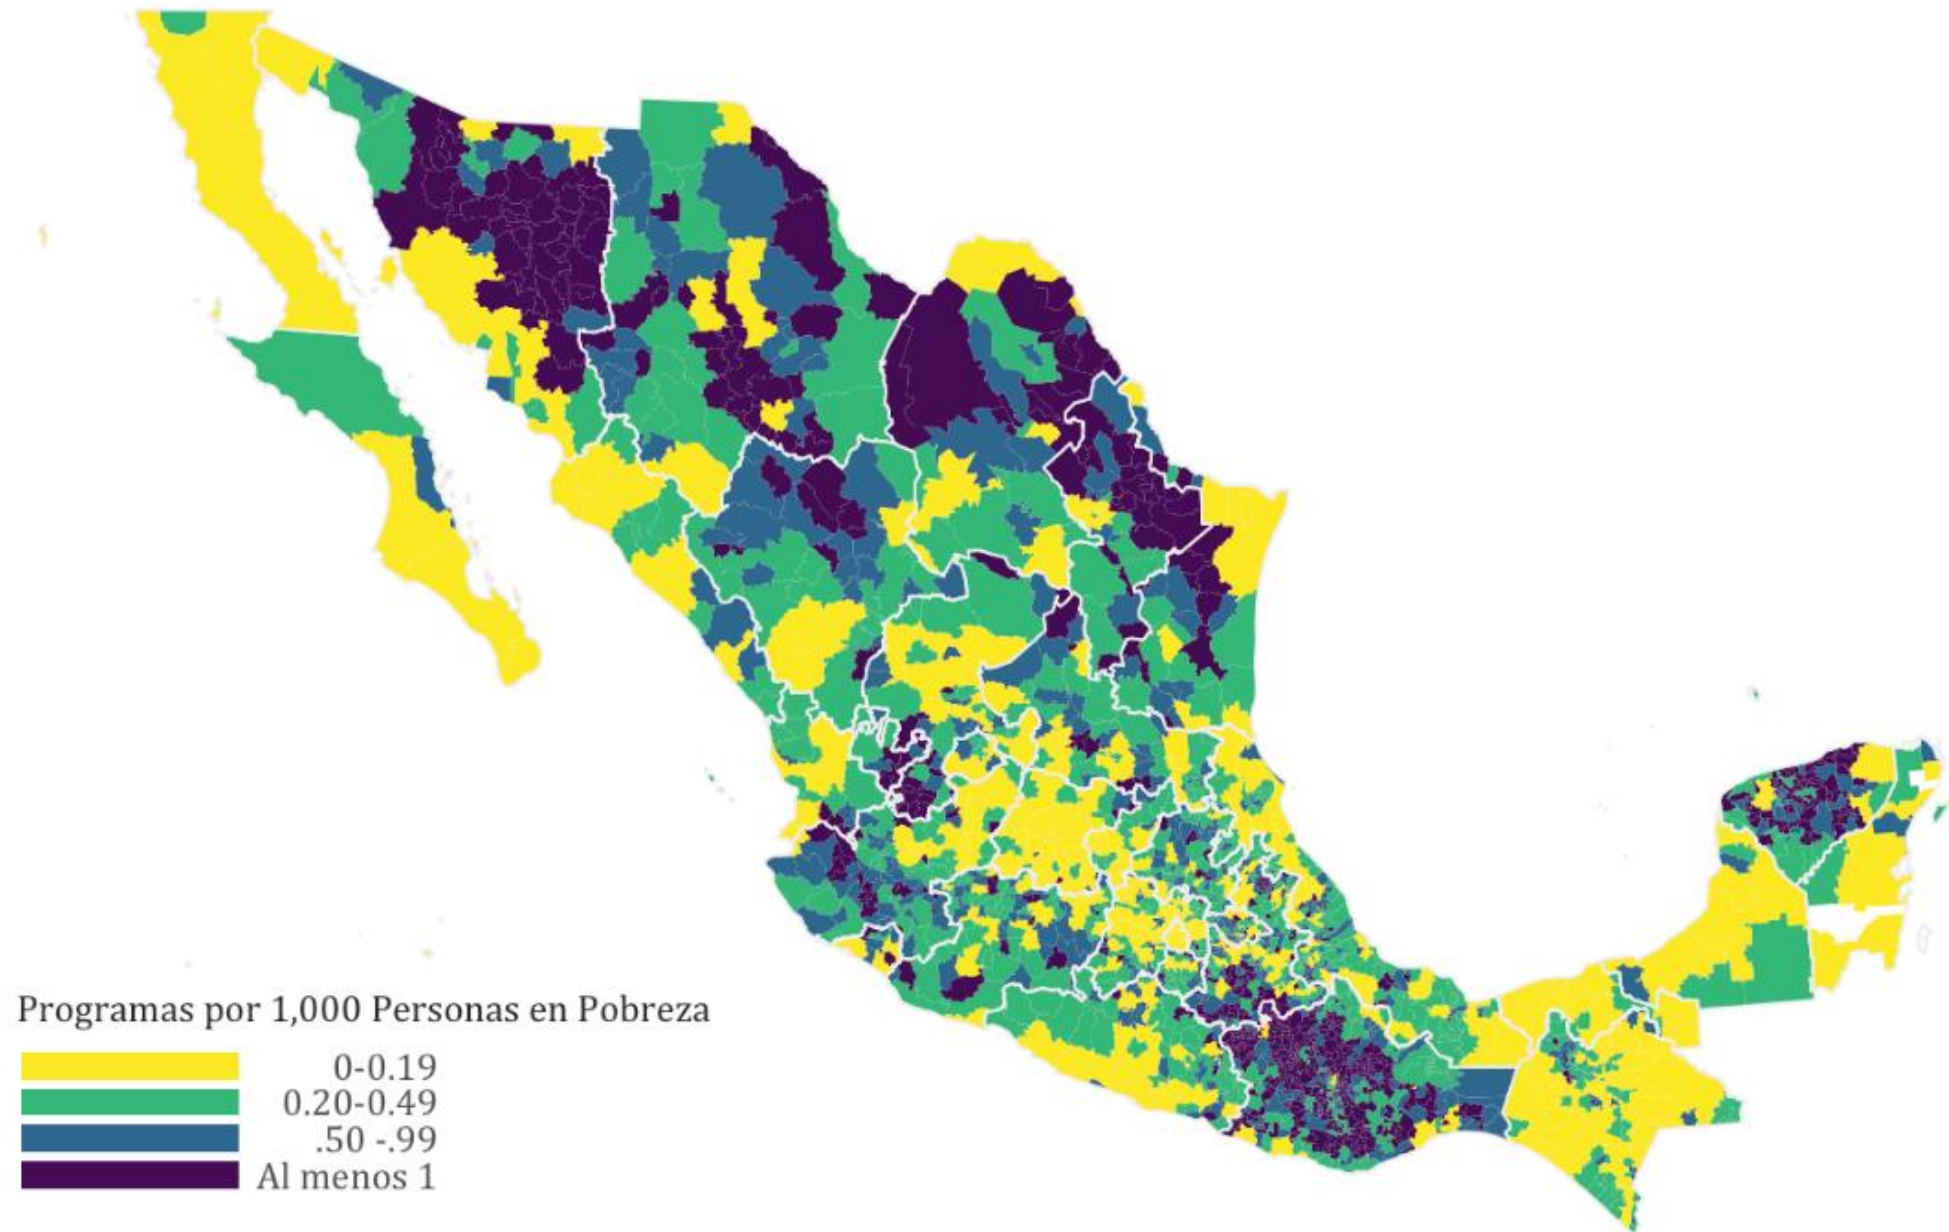 Programas por 1,000 Personas en Pobreza
0-0.19
0.20-0.49
.50 -.99
Al menos 1